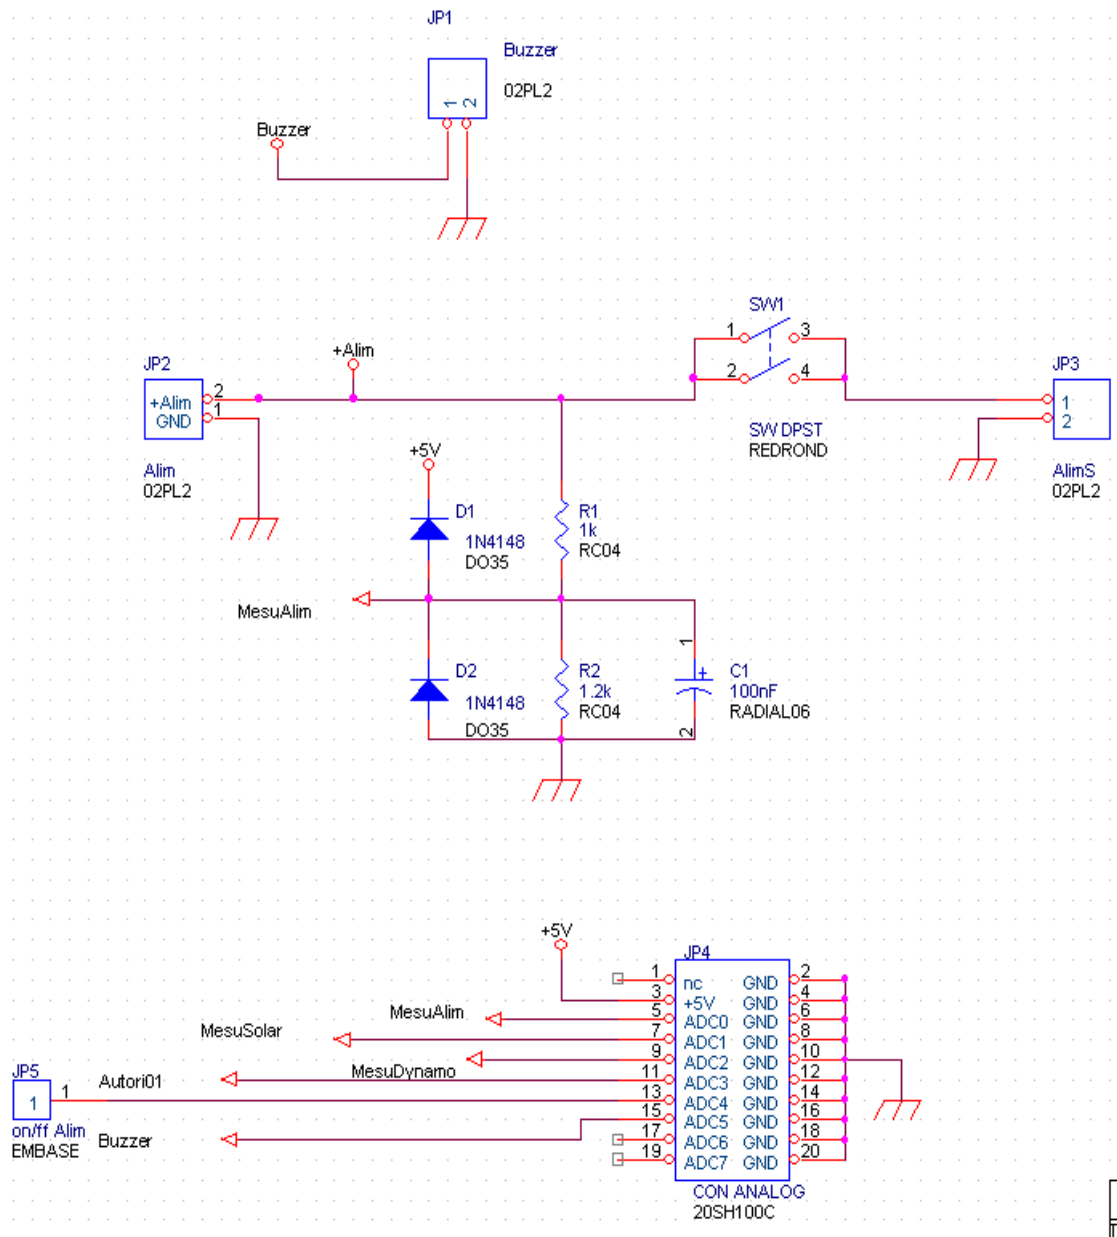 JP1
Buzzer
02PL2
1
2
Buzzer
SW1
1
3
2
4
SW DPST
REDROND
+Alim
JP2
2
+Alim
1
GND
Alim
02PL2
JP3
1
2
AlimS
02PL2
+5V
D1
1N4148
DO35
R1
1k
RC04
MesuAlim
D2
1N4148
DO35
R2
1.2k
RC04
1
+
C1
100nF
RADIAL06
2
+5V
JP4
1 nc GND 2
3 +5V GND 4
5 ADC0 GND 6
7 ADC1 GND 8
9 ADC2 GND 10
11 ADC3 GND 12
13 ADC4 GND 14
15 ADC5 GND 16
17 ADC6 GND 18
19 ADC7 GND 20
CON ANALOG
20SH100C
MesuAlim
MesuSolar
MesuDynamo
Autori01
JP5
1
1
on/ff Alim
EMBASE
Buzzer